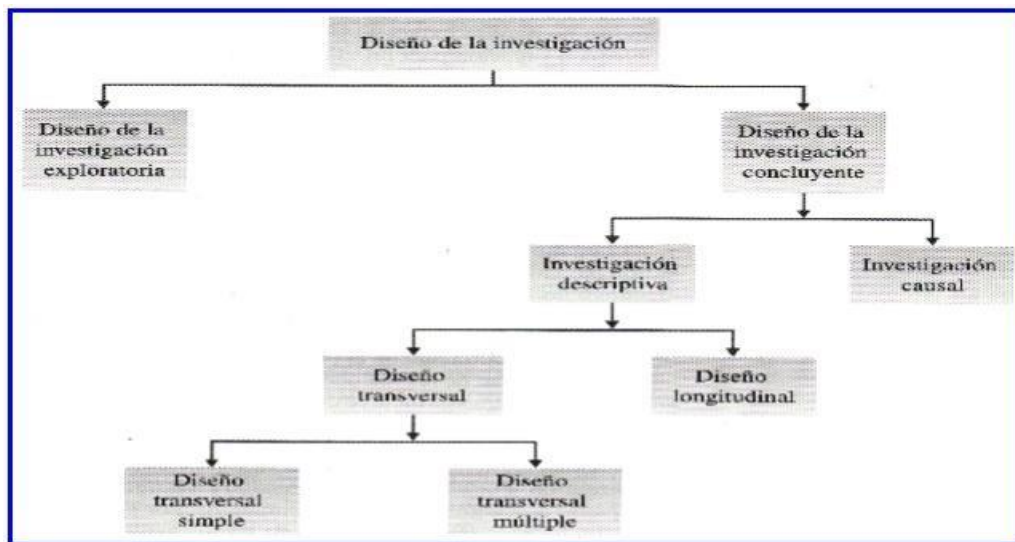 Diseño de la investigación
Diseño de la
investigación
exploratoria
Diseño de la
investigación
concluyente
Investigación
descriptiva
Investigación
causal
Diseño
transversal
Diseño
longitudinal
Diseño
transversal
simple
Diseño
transversal
múltiple